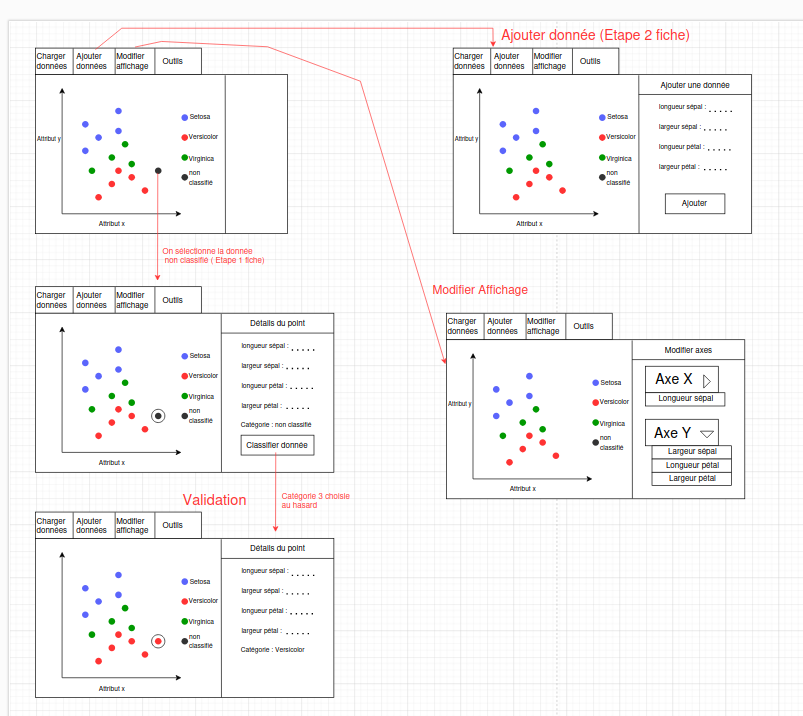 Ajouter donnée (Etape 2 fiche)
Charger données
Ajouter données
Modifier affichage
Outils
Attribut y
Attribut x
Setosa
Versicolor
Virginica
non classifié
Charger données
Ajouter données
Modifier affichage
Outils
Attribut y
Attribut x
Setosa
Versicolor
Virginica
non classifié
Ajouter une donnée
longueur sépal : . . . . .
largeur sépal : . . . . .
longueur pétal : . . . . .
largeur pétal : . . . . .
Ajouter
On sélectionne la donnée
non classifié ( Etape 1 fiche)
Charger données
Ajouter données
Modifier affichage
Outils
Attribut x
Setosa
Versicolor
Virginica
non classifié
Détails du point
longueur sépal : . . . . .
largeur sépal : . . . . .
longueur pétal : . . . . .
largeur pétal : . . . . .
Catégorie : non classifié
Classifier donnée
Modifier Affichage
Charger données
Ajouter données
Modifier affichage
Outils
Attribut y
Attribut x
Setosa
Versicolor
Virginica
non classifié
Modifier axes
Axe X
Longueur sépal
Axe Y
Largeur sépal
Longueur pétal
Largeur pétal
Validation
Catégorie 3 choisie
au hasard
Charger données
Ajouter données
Modifier affichage
Outils
Attribut x
Setosa
Versicolor
Virginica
non classifié
Détails du point
longueur sépal : . . . . .
largeur sépal : . . . . .
longueur pétal : . . . . .
largeur pétal : . . . . .
Catégorie : Versicolor